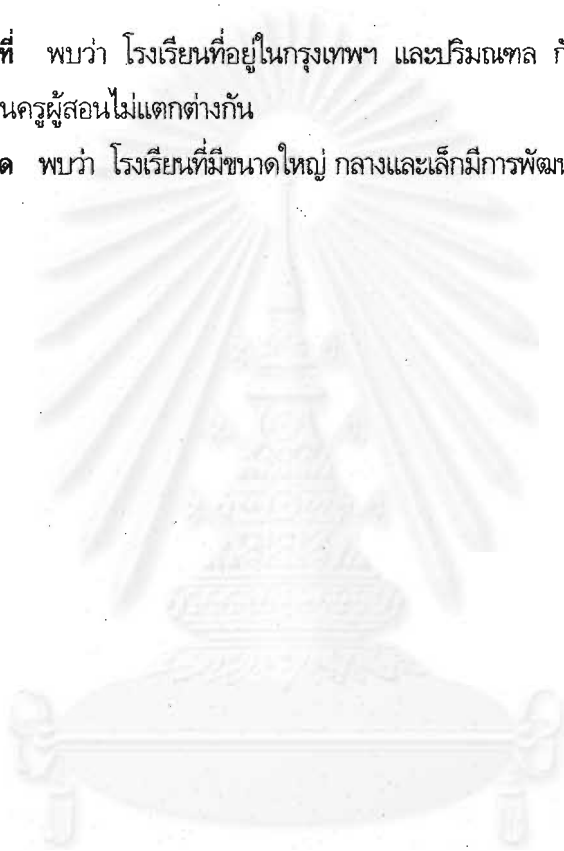 ที่ พบว่า โรงเรียนที่อยู่ในกรุงเทพฯ และปริมณฑล กั
นครูผู้สอนไม่แตกต่างกัน
ด พบว่า โรงเรียนที่มีขนาดใหญ่ กลางและเล็กมีการพัฒน